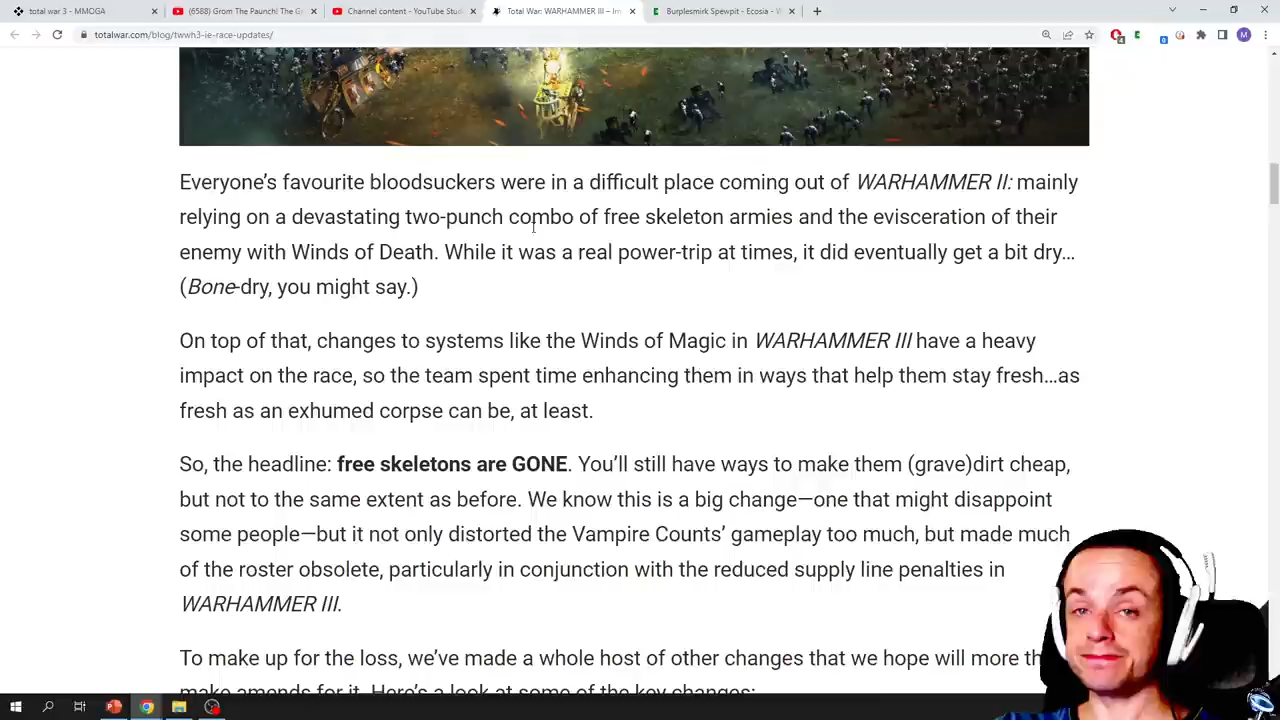 total war 3 - MMOGA
(6588) Grom The Paunch! The G
Channel content - YouTube Stud
Total War: WARHAMMER III – Im
Burplesmirk Spewpit - Ecosia - W
totalwar.com/blog/twwh3-ie-race-updates/
Everyone’s favourite bloodsuckers were in a difficult place coming out of WARHAMMER II: mainly
relying on a devastating two-punch combo of free skeleton armies and the evisceration of their
enemy with Winds of Death. While it was a real power-trip at times, it did eventually get a bit dry…
(Bone-dry, you might say.)
On top of that, changes to systems like the Winds of Magic in WARHAMMER III have a heavy
impact on the race, so the team spent time enhancing them in ways that help them stay fresh…as
fresh as an exhumed corpse can be, at least.
So, the headline: free skeletons are GONE. You’ll still have ways to make them (grave)dirt cheap,
but not to the same extent as before. We know this is a big change—one that might disappoint
some people—but it not only distorted the Vampire Counts’ gameplay too much, but made much
of the roster obsolete, particularly in conjunction with the reduced supply line penalties in
WARHAMMER III.
To make up for the loss, we’ve made a whole host of other changes that we hope will more th
make amends for it. Here’s a look at some of the key changes: